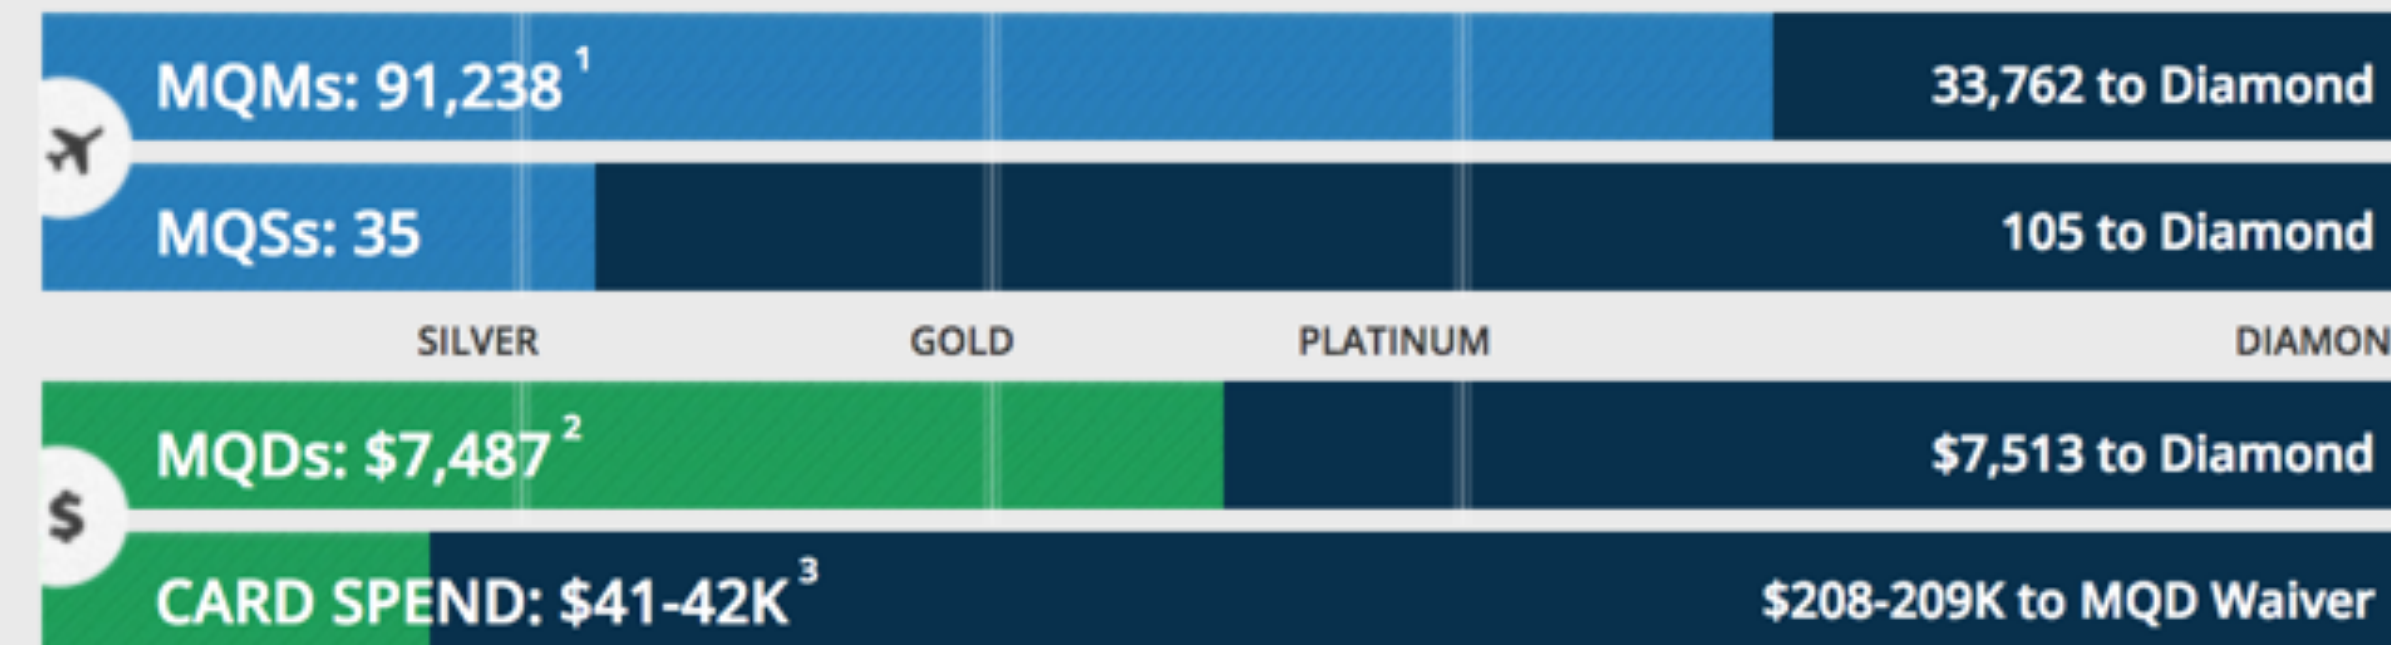 MQMs: 91,238 1
33,762 to Diamond
MQSs: 35
105 to Diamond
SILVER GOLD PLATINUM DIAMON
MQDs: $7,487 2
$7,513 to Diamond
$
CARD SPEND: $41-42K 3
$208-209K to MQD Waiver